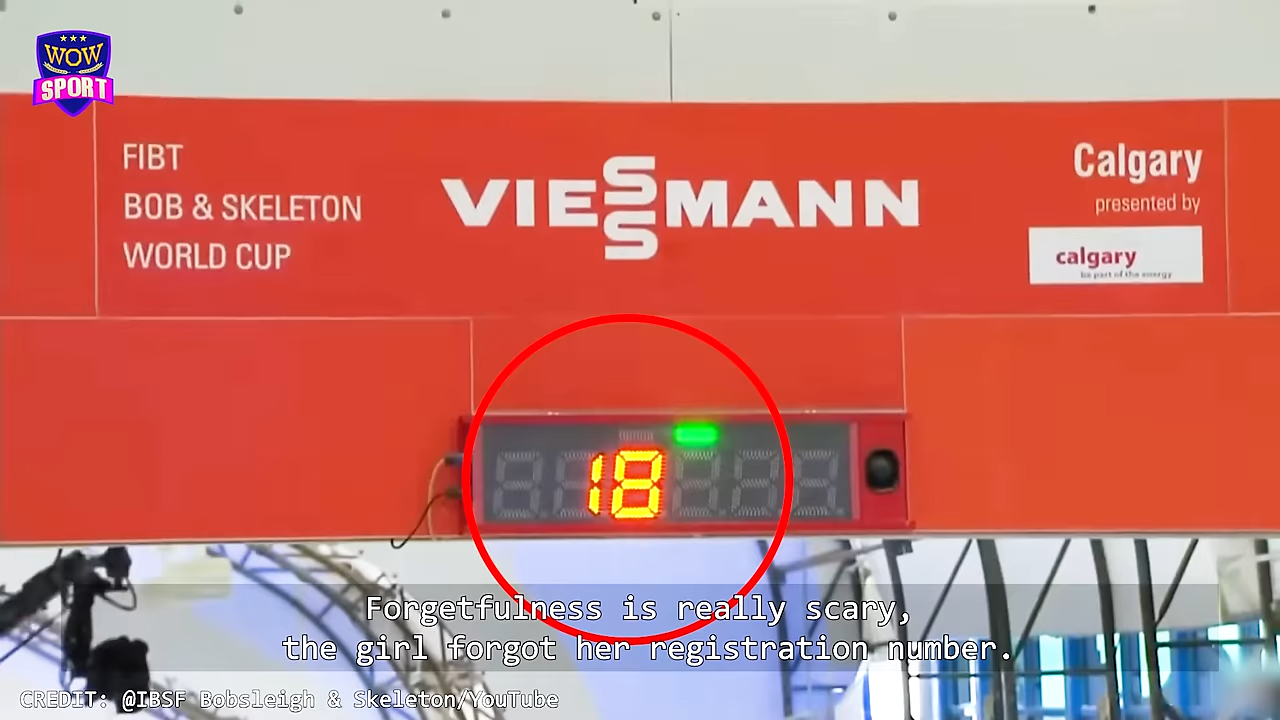 WOW
SPORT
FIBT
BOB & SKELETON
WORLD CUP
VIESSMANN
Calgary
presented by
calgary
be part of the energy
18
Forgetfulness is really scary,
the girl forgot her registration number.
CREDIT: @IBSF Bobsleigh & Skeleton/YouTube